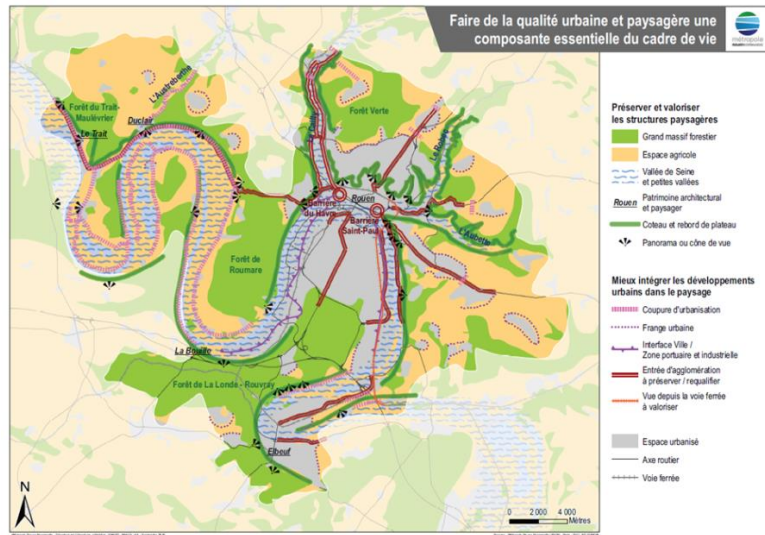 Faire de la qualité urbaine et paysagère une
composante essentielle du cadre de vie
métropole
Forêt du Trait-
Maulévrier
Le Trait
Duclair
L'Austreberthe
Forêt Verte
Rouen
Barrière
du Havre
Barrière
Saint-Paul
L'Aubette
Forêt de
Roumare
La Bouille
Forêt de La Londe - Rouvray
Elbeuf
N
0 2 000 4 000
Mètres
Préserver et valoriser
les structures paysagères
Grand massif forestier
Espace agricole
Vallée de Seine
et petites vallées
Rouen
Patrimoine architectural
et paysager
Coteau et rebord de plateau
Panorama ou cône de vue
Mieux intégrer les développements
urbains dans le paysage
Coupure d'urbanisation
Frange urbaine
Interface Ville /
Zone portuaire et industrielle
Entrée d'agglomération
à préserver / requalifier
Vue depuis la voie ferrée
à valoriser
Espace urbanisé
Axe routier
Voie ferrée